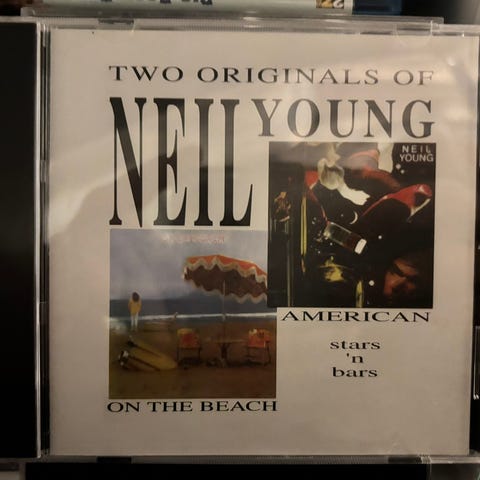 TWO ORIGINALS OF
NEIL YOUNG
NEIL
YOUNG
AMERICAN
stars
'n
bars
ON THE BEACH